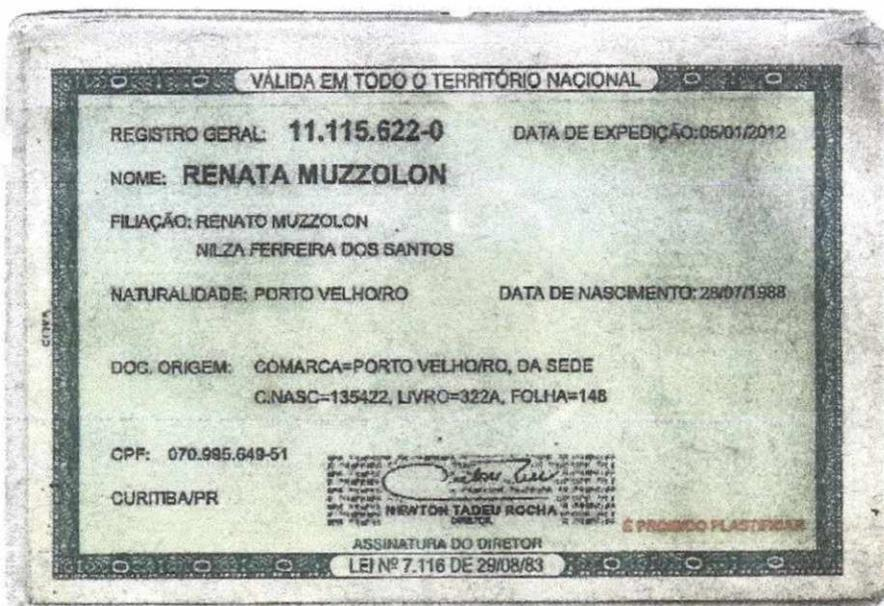 VÁLIDA EM TODO O TERRITÓRIO NACIONAL
REGISTRO GERAL: 11.115.622-0 DATA DE EXPEDIÇÃO:05/01/2012
NOME: RENATA MUZZOLON
FILIAÇÃO: RENATO MUZZOLON
NILZA FERREIRA DOS SANTOS
NATURALIDADE: PORTO VELHO/RO DATA DE NASCIMENTO:28/07/1988
DOC. ORIGEM: COMARCA=PORTO VELHO/RO, DA SEDE
C.NASC=135422, LIVRO=322A, FOLHA=148
CPF: 070.995.649-51
CURITIBA/PR
NEWTON TADEU ROCHA
DIRETOR
É PROIBIDO PLASTIFICAR
ASSINATURA DO DIRETOR
LEI Nº 7.116 DE 29/08/83